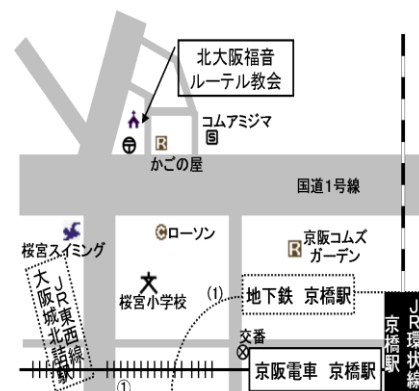 北大阪福音
ルーテル教会
コムアミジマ
S
〒
R
かごの屋
国道1号線
桜宮スイミング
C
ローソン
R
京阪コムズ
ガーデン
JR東西線
大阪城北詰駅
文
桜宮小学校
(1)
地下鉄 京橋駅
交番
京阪電車 京橋駅
JR環状線
京橋駅
①